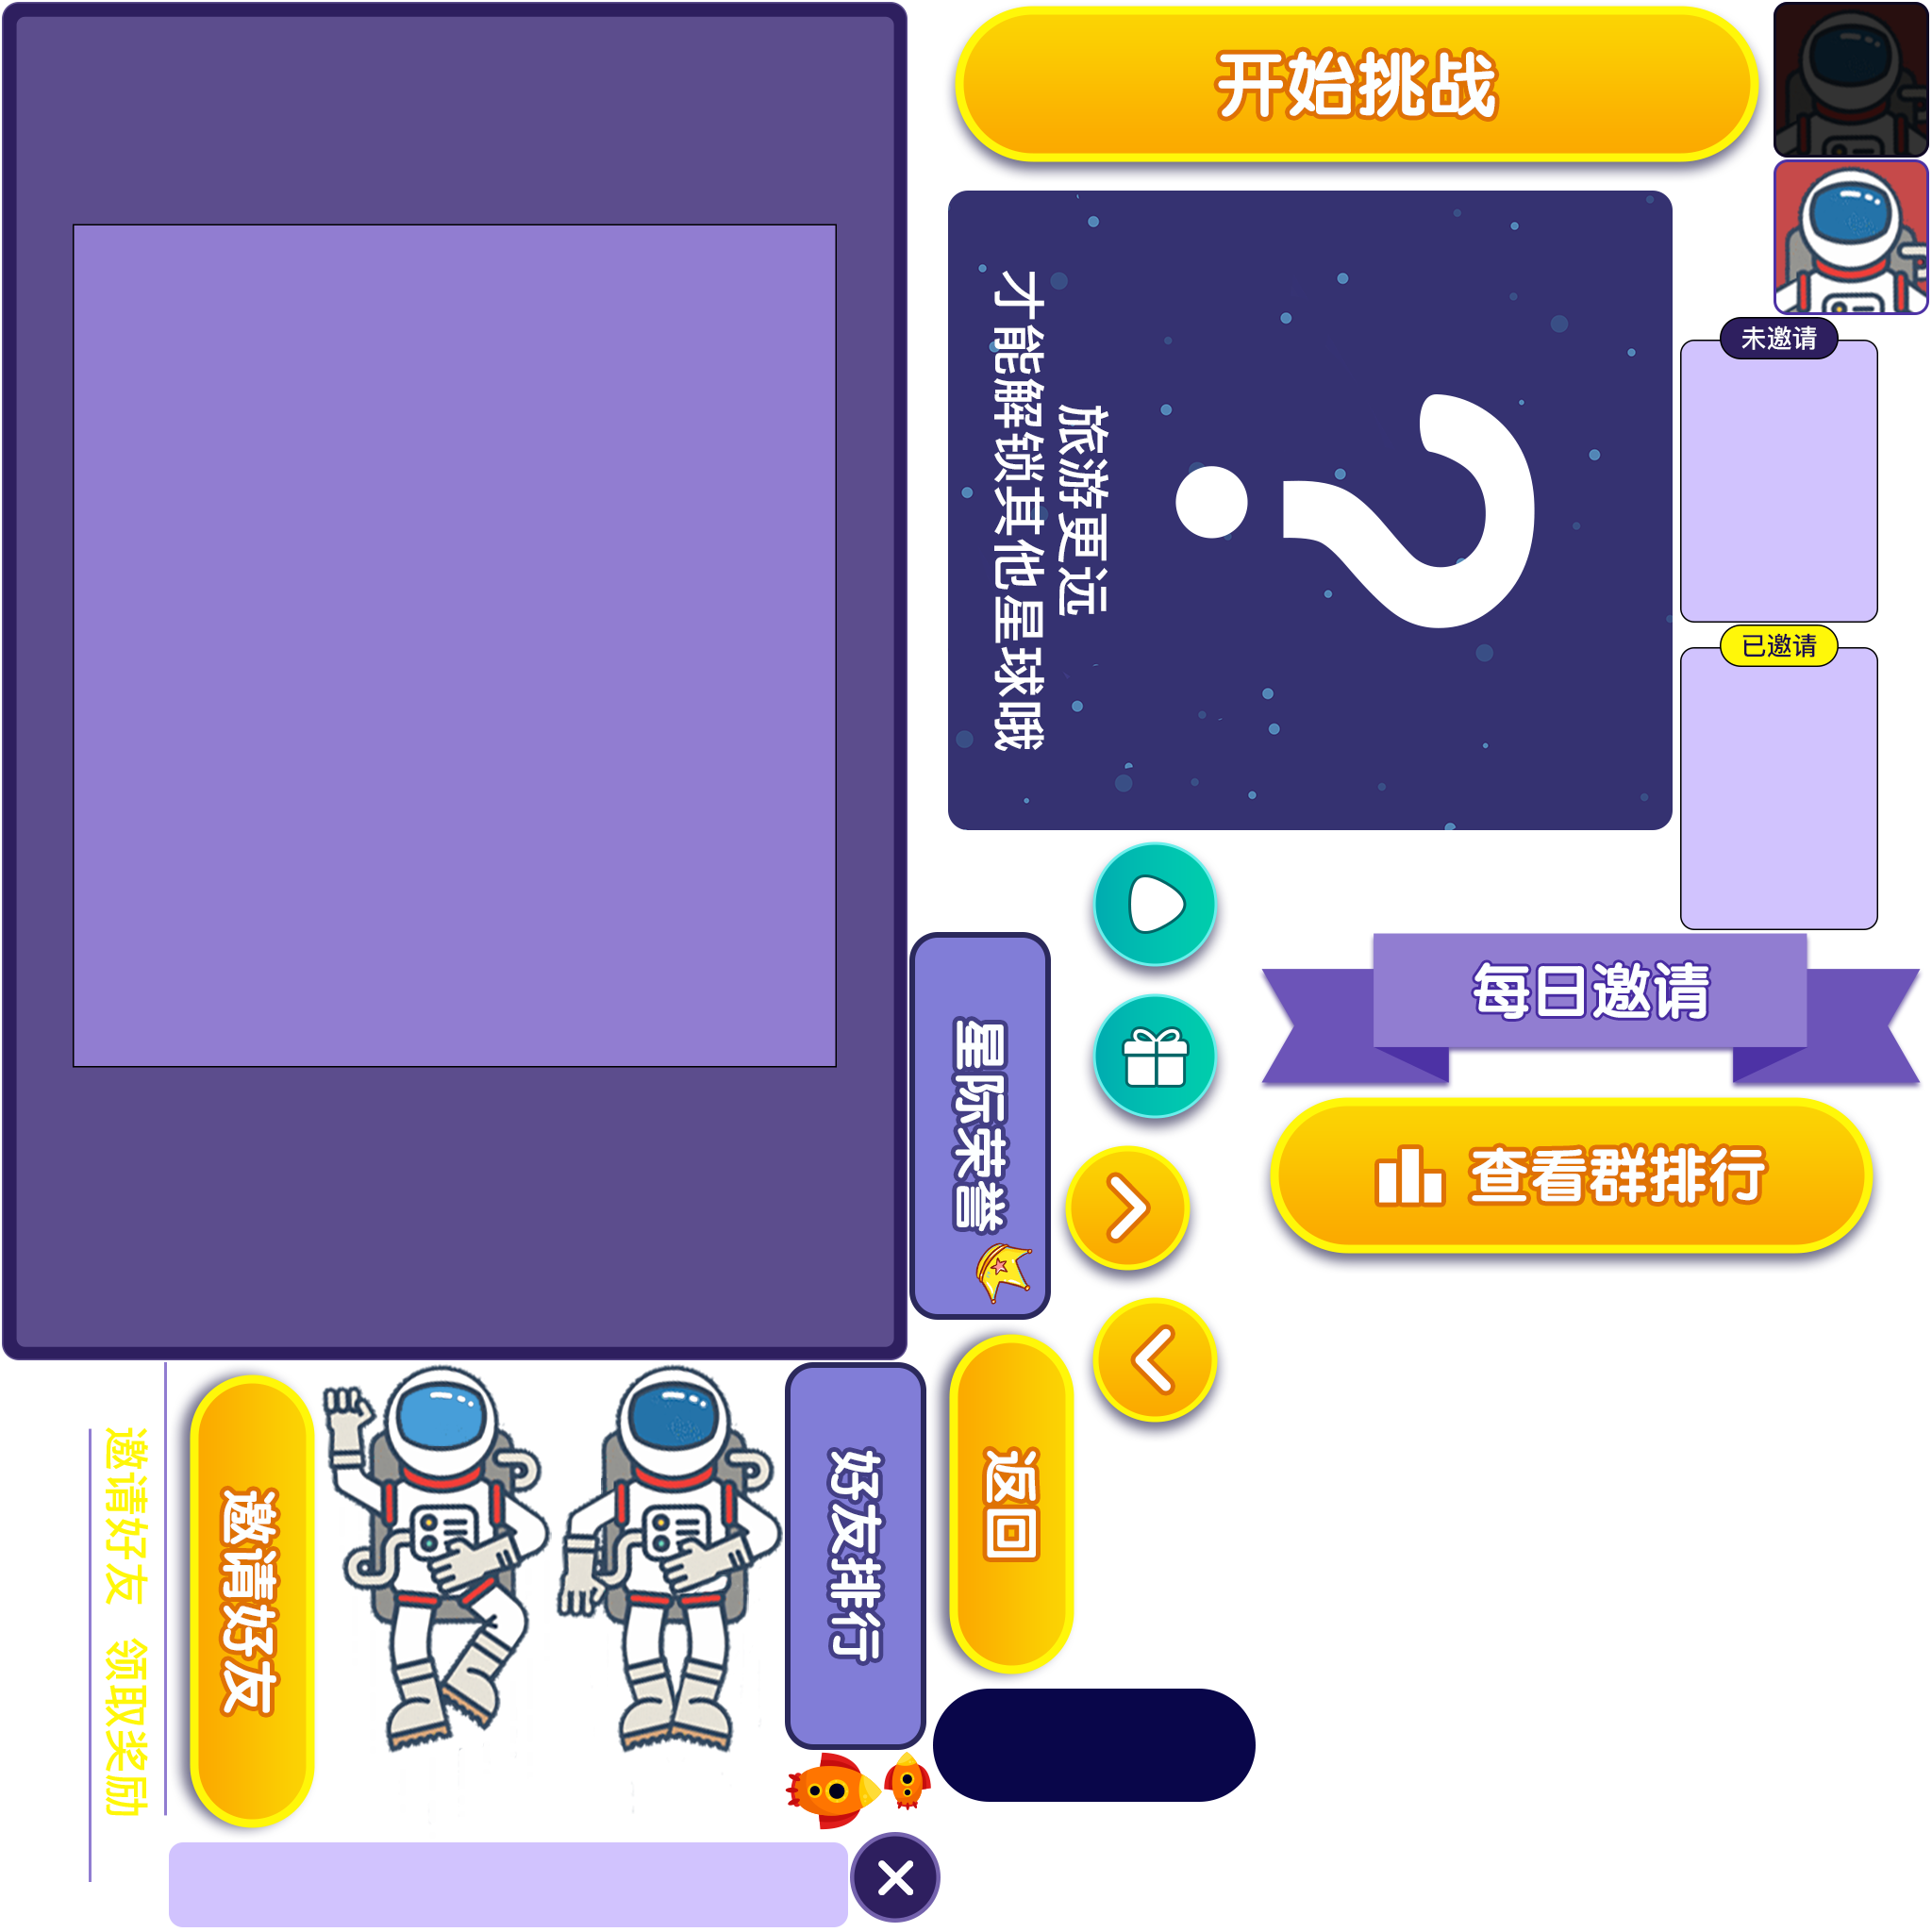 开始挑战
未邀请
旅游更远
才能解锁其他星球哦
已邀请
每日邀请
星际荣誉
查看群排行
邀请好友 领取奖励
邀请好友
好友排行
返回